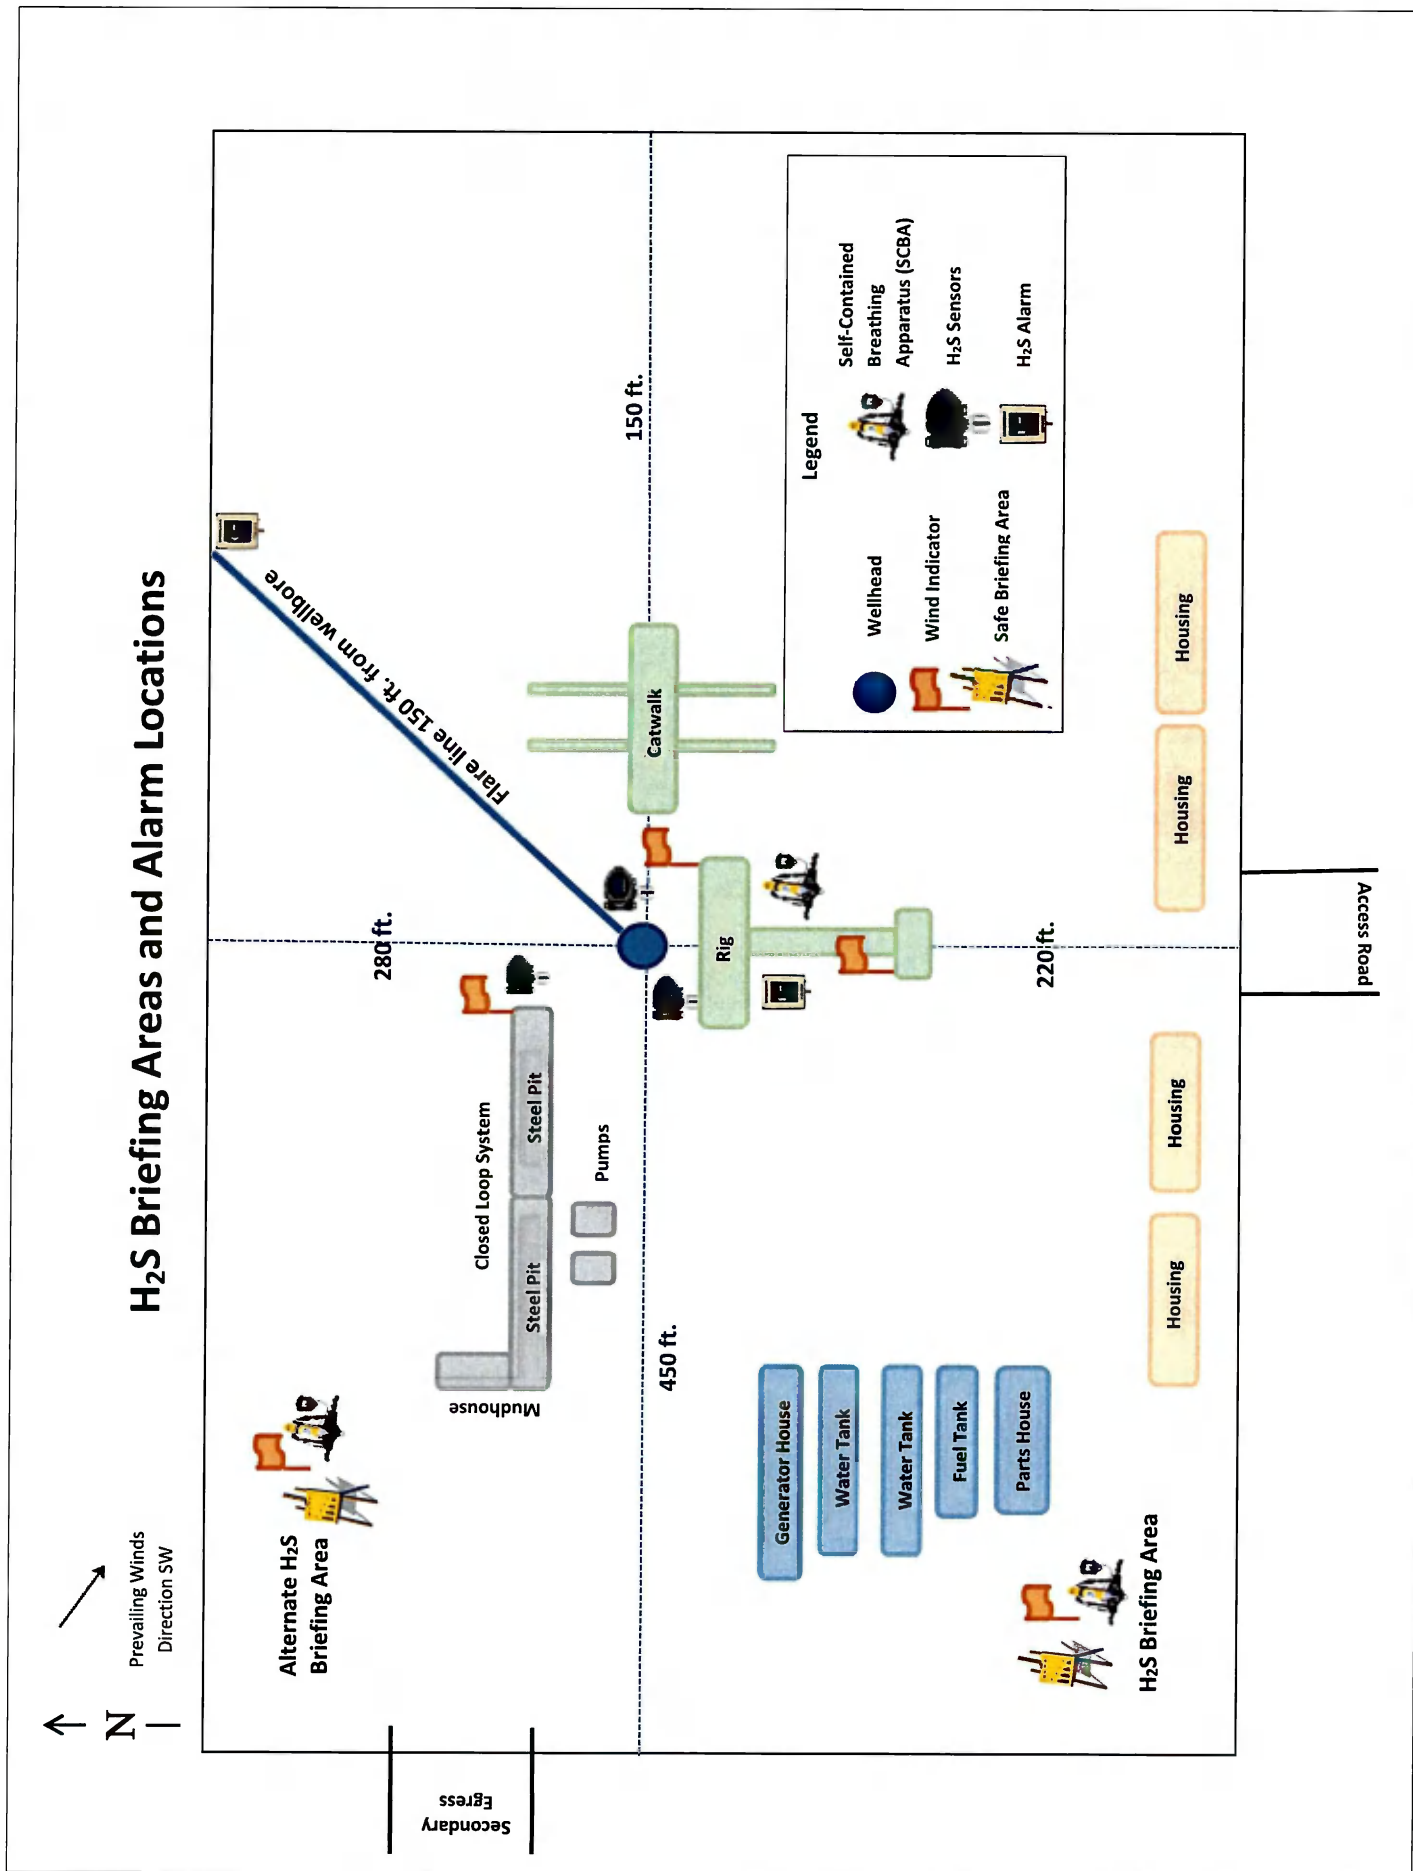 H₂S Briefing Areas and Alarm Locations
N
Prevailing Winds
Direction SW
Secondary
Egress
Alternate H₂S
Briefing Area
Mudhouse
Closed Loop System
Steel Pit
Steel Pit
Pumps
280 ft.
Flare line 150 ft. from wellbore
450 ft.
150 ft.
Rig
Catwalk
Generator House
Water Tank
Water Tank
Fuel Tank
Parts House
220 ft.
H₂S Briefing Area
Housing
Housing
Housing
Housing
Access Road
Legend
Wellhead
Wind Indicator
Safe Briefing Area
Self-Contained
Breathing
Apparatus (SCBA)
H₂S Sensors
H₂S Alarm